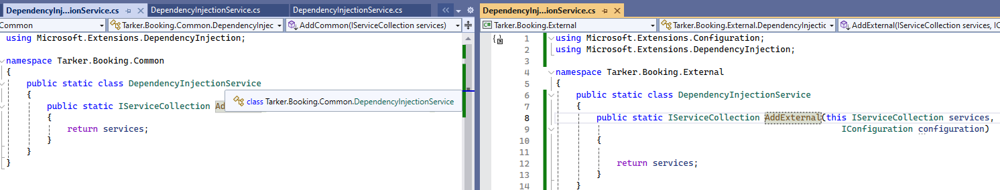 DependencyInj...ionService.cs
DependencyInjectionService.cs
DependencyInjectionService.cs
Common
Tarker.Booking.Common.DependencyInjec
AddCommon(IServiceCollection services)
using Microsoft.Extensions.DependencyInjection;
namespace Tarker.Booking.Common
{
public static class DependencyInjectionService
{
public static IServiceCollection
class Tarker.Booking.Common.DependencyInjectionService
{
return services;
}
}
}
DependencyInj...ionService.cs
C# Tarker.Booking.External
Tarker.Booking.External.DependencyInjectic
AddExternal(IServiceCollection services, IC
1 using Microsoft.Extensions.Configuration;
2 using Microsoft.Extensions.DependencyInjection;
3
4 namespace Tarker.Booking.External
5 {
6 public static class DependencyInjectionService
7 {
8 public static IServiceCollection AddExternal(this IServiceCollection services,
9 IConfiguration configuration)
10 {
11
12 return services;
13 }
14 }